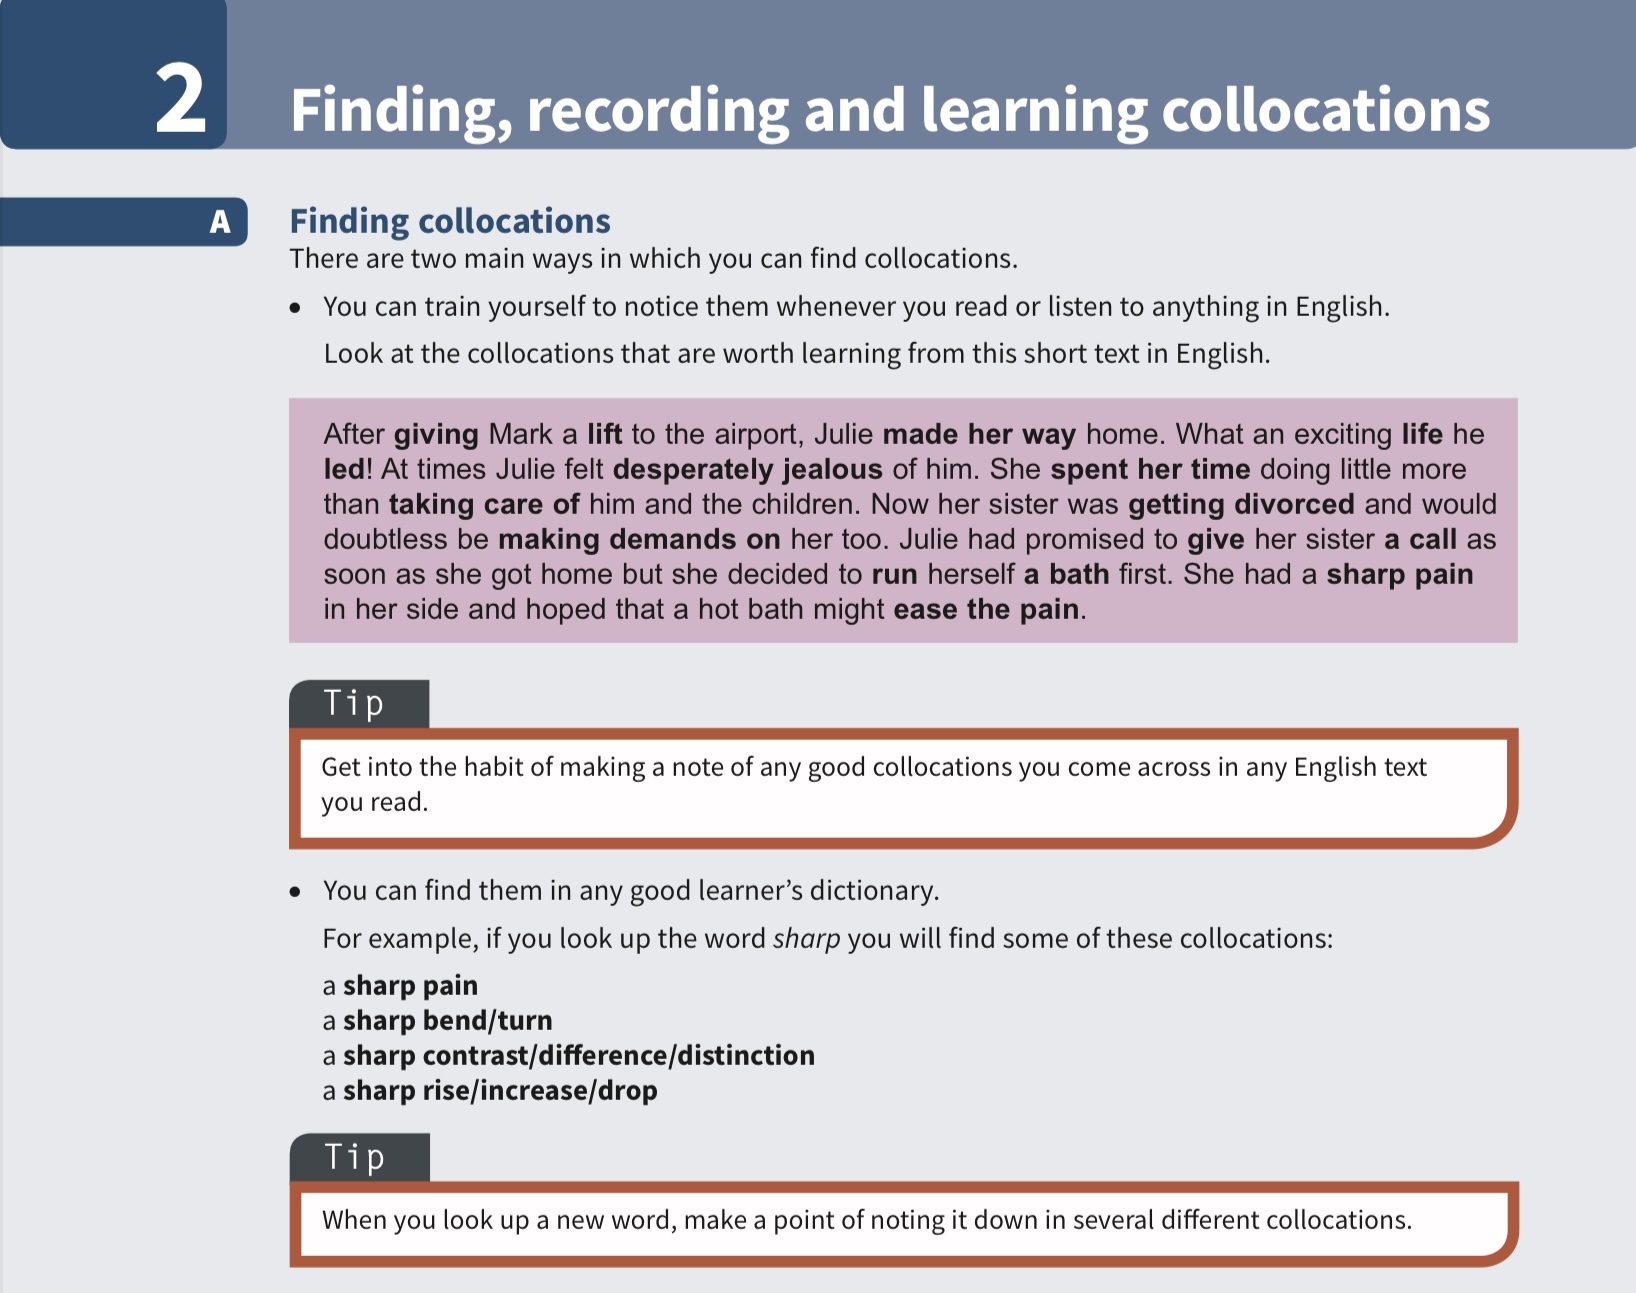 2
Finding, recording and learning collocations
A
Finding collocations
There are two main ways in which you can find collocations.
• You can train yourself to notice them whenever you read or listen to anything in English.
Look at the collocations that are worth learning from this short text in English.
After giving Mark a lift to the airport, Julie made her way home. What an exciting life he
led! At times Julie felt desperately jealous of him. She spent her time doing little more
than taking care of him and the children. Now her sister was getting divorced and would
doubtless be making demands on her too. Julie had promised to give her sister a call as
soon as she got home but she decided to run herself a bath first. She had a sharp pain
in her side and hoped that a hot bath might ease the pain.
Tip
Get into the habit of making a note of any good collocations you come across in any English text
you read.
• You can find them in any good learner’s dictionary.
For example, if you look up the word sharp you will find some of these collocations:
a sharp pain
a sharp bend/turn
a sharp contrast/difference/distinction
a sharp rise/increase/drop
Tip
When you look up a new word, make a point of noting it down in several different collocations.